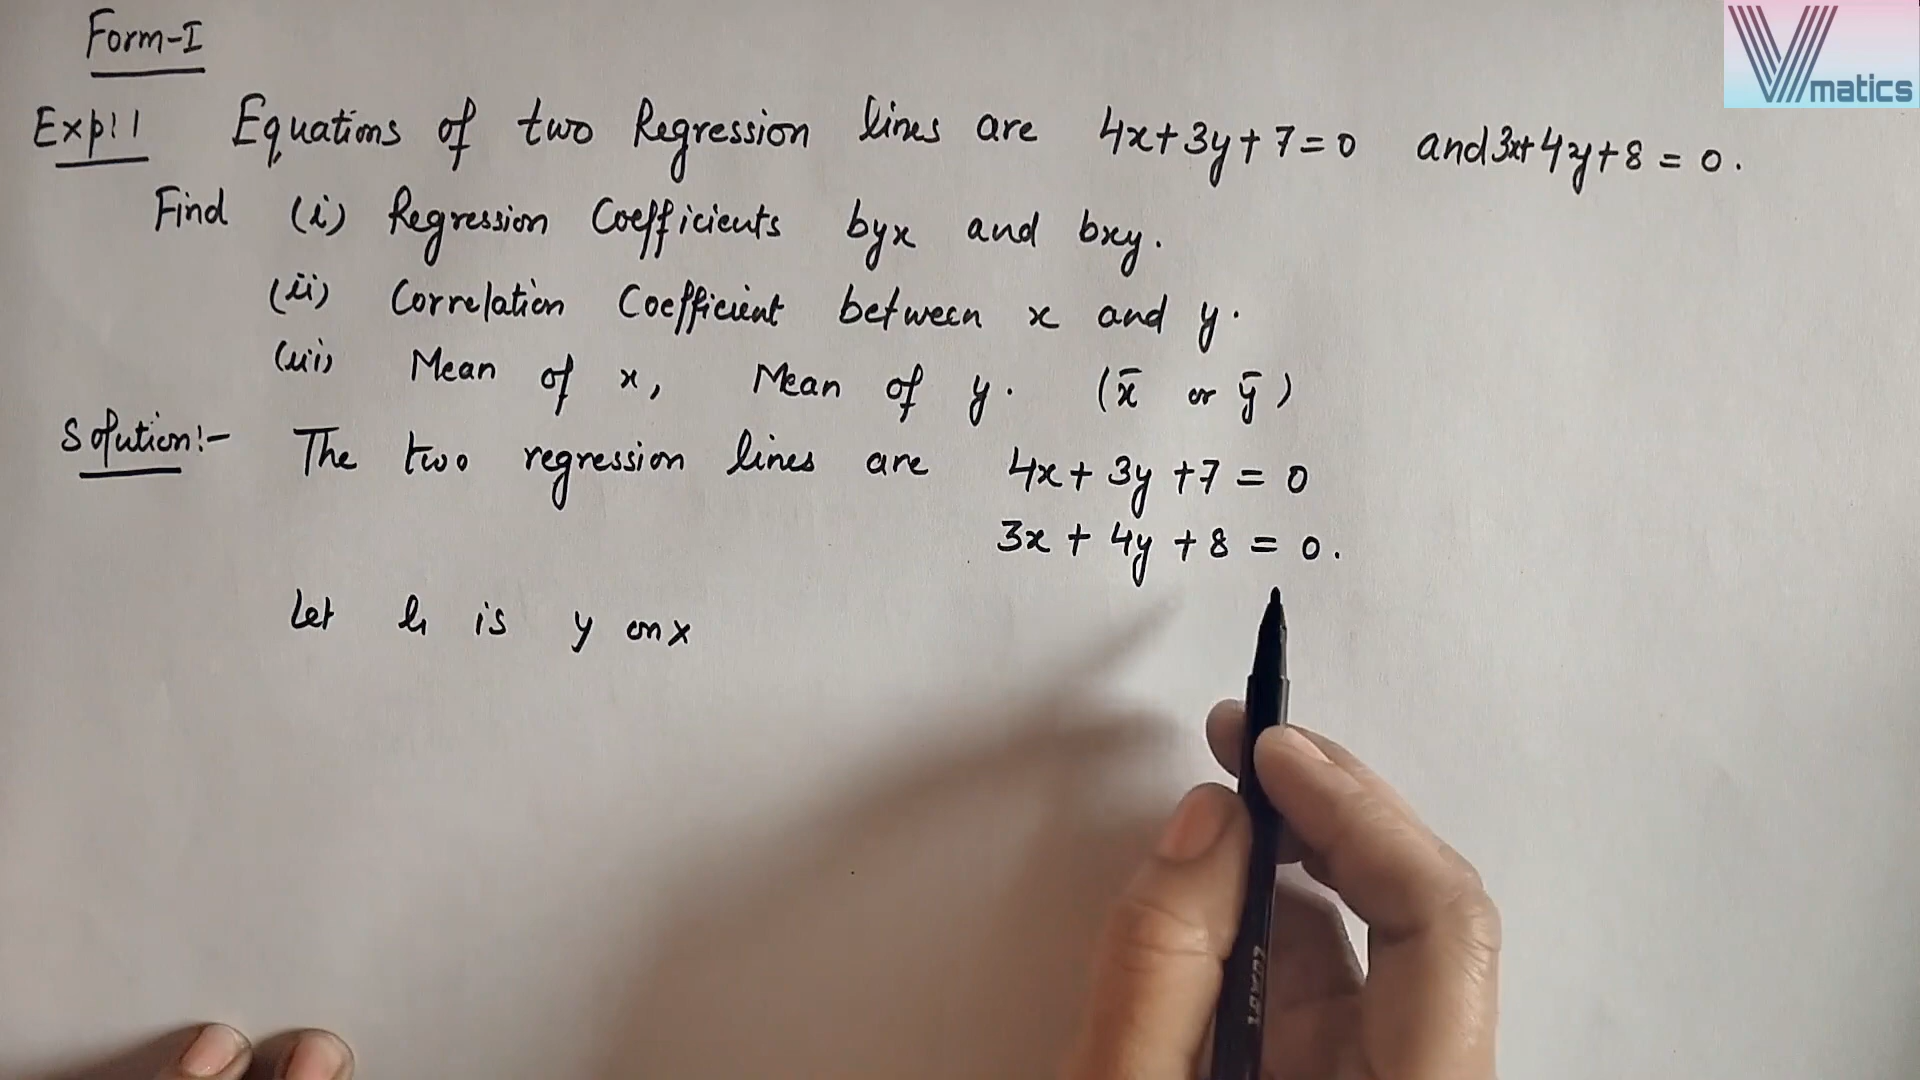 Form-I
Vmatics
Exp:1 Equations of two Regression lines are 4x+3y+7=0 and 3x+4y+8=0.
Find (i) Regression Coefficients byx and bxy.
(ii) Correlation Coefficient between x and y.
(iii) Mean of x, Mean of y. (x̄ or ȳ)
Solution:- The two regression lines are 4x+3y+7=0
3x+4y+8=0.
Let l₁ is y on x